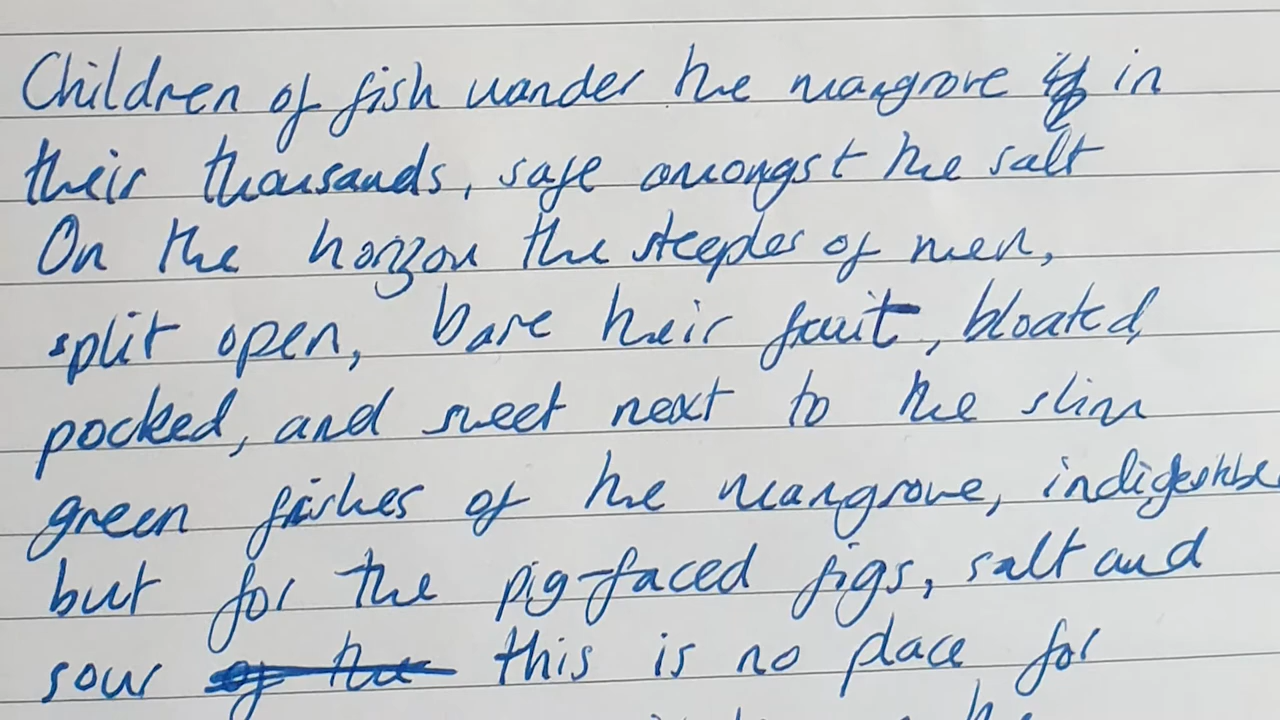 Children of fish wander the mangrove in
their thousands, safe amongst the salt
On the horizon the steeples of men,
split open, bare their fruit, bloated,
pocked, and sweet next to the slim
green fishes of the mangrove, indigestible
but for the pig-faced figs, salt and
sour of the this is no place for